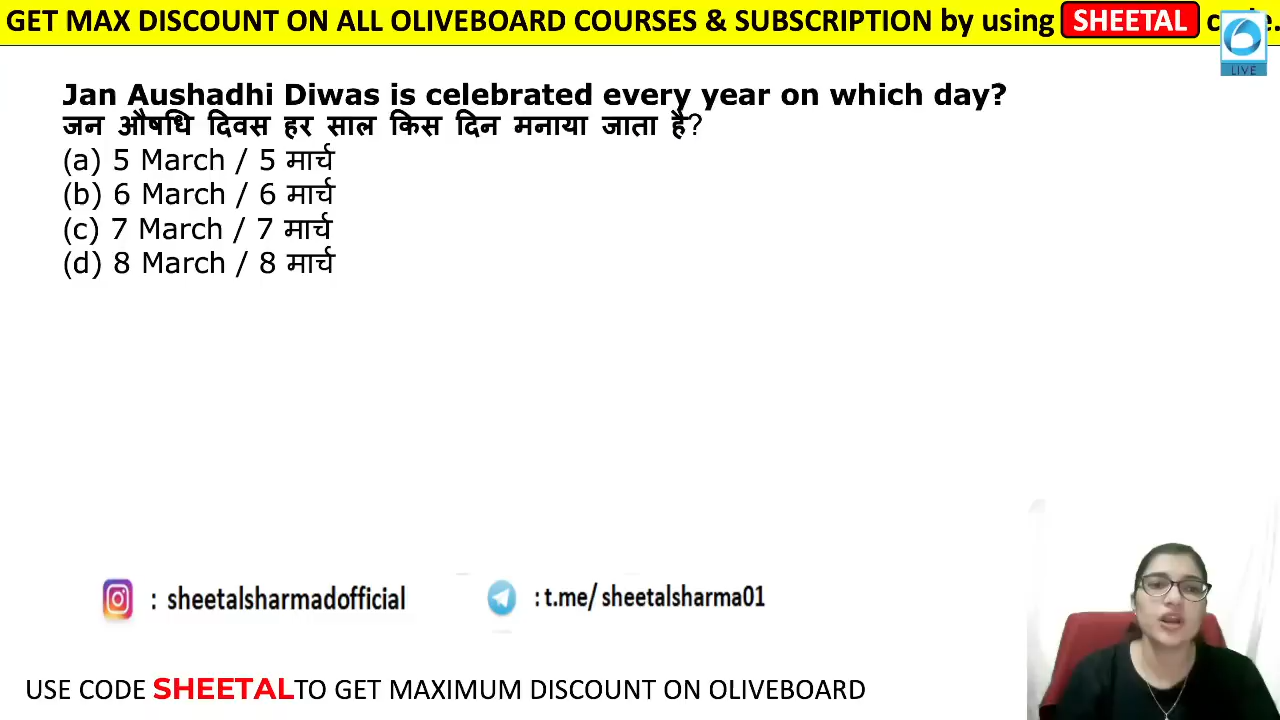 GET MAX DISCOUNT ON ALL OLIVEBOARD COURSES & SUBSCRIPTION by using SHEETAL
LIVE
Jan Aushadhi Diwas is celebrated every year on which day?
जन औषधि दिवस हर साल किस दिन मनाया जाता है?
(a) 5 March / 5 मार्च
(b) 6 March / 6 मार्च
(c) 7 March / 7 मार्च
(d) 8 March / 8 मार्च
: sheetalsharmadofficial
: t.me/ sheetalsharma01
USE CODE SHEETALTO GET MAXIMUM DISCOUNT ON OLIVEBOARD